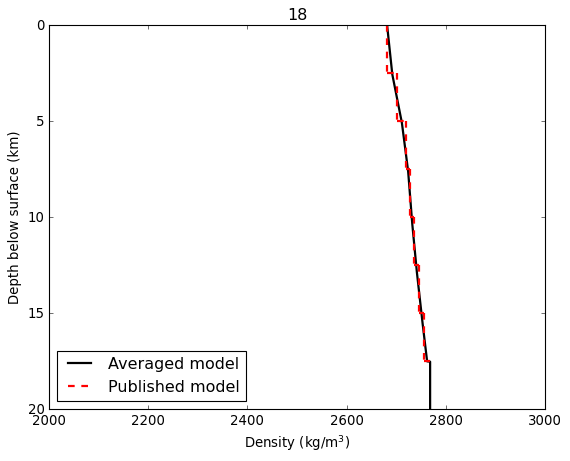 18
0
5
10
15
20
Depth below surface (km)
Averaged model
Published model
2000 2200 2400 2600 2800 3000
Density (kg/m³)